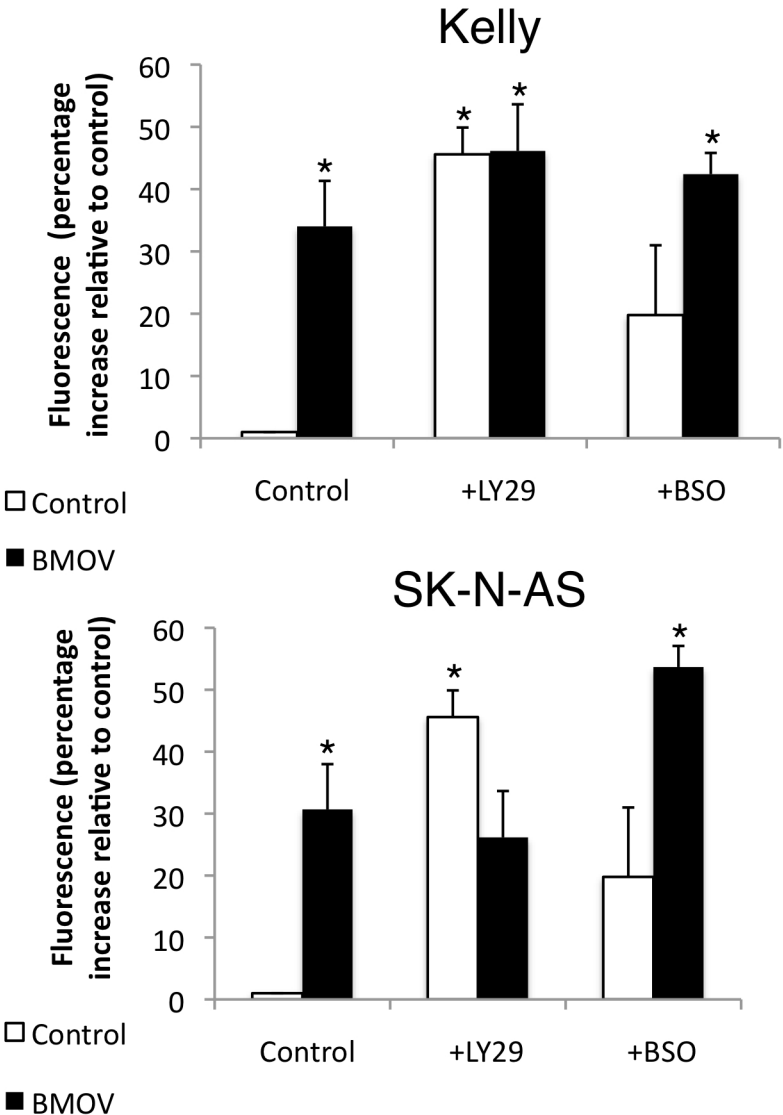 Kelly
Fluorescence (percentage
increase relative to control)
60
50
40
30
20
10
0
*
*
*
*
Control
+LY29
+BSO
Control
BMOV
SK-N-AS
Fluorescence (percentage
increase relative to control)
60
50
40
30
20
10
0
*
*
*
Control
+LY29
+BSO
Control
BMOV